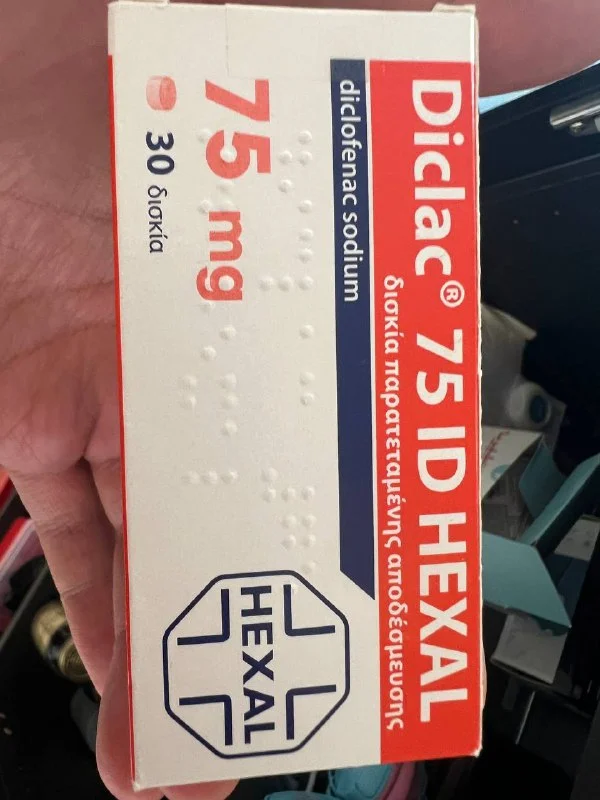 Diclac® 75 ID HEXAL
δισκία παρατεταμένης αποδέσμευσης
diclofenac sodium
75 mg
30 δισκία
HEXAL